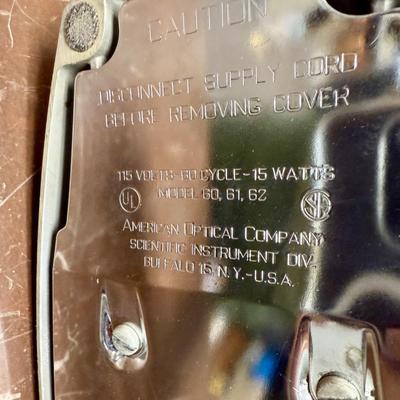 CAUTION
DISCONNECT SUPPLY CORD
BEFORE REMOVING COVER
115 VOLTS-60 CYCLE-15 WATTS
MODEL 60, 61, 62
UL
AMERICAN OPTICAL COMPANY
SCIENTIFIC INSTRUMENT DIV.
BUFFALO 15, N.Y.-U.S.A.